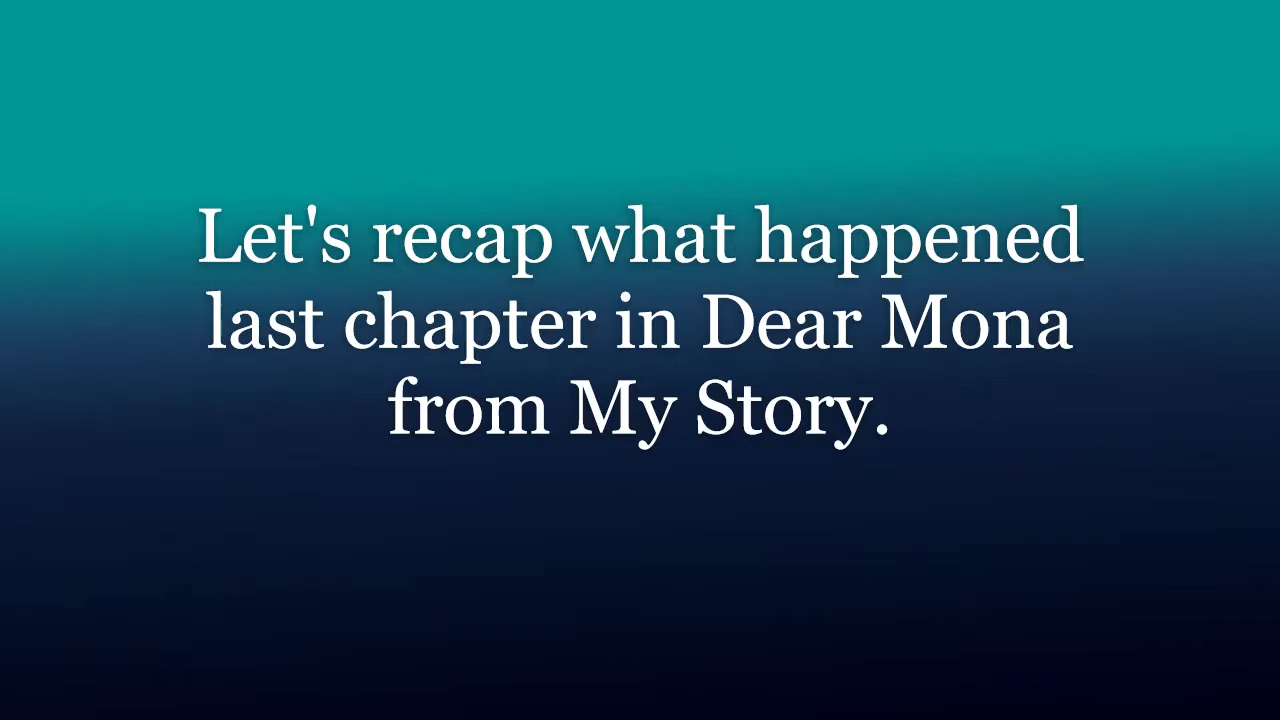 Let's recap what happened
last chapter in Dear Mona
from My Story.